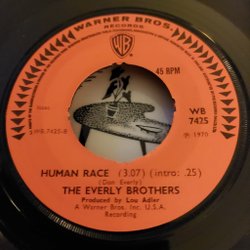 WARNER BROS.
RECORDS
WB
45 RPM
WB
7425
WB.7425-B
℗ 1970
HUMAN RACE (3.07) (intro: .25)
(Don Everly)
THE EVERLY BROTHERS
Produced by Lou Adler
A Warner Bros. Inc. U.S.A.
Recording